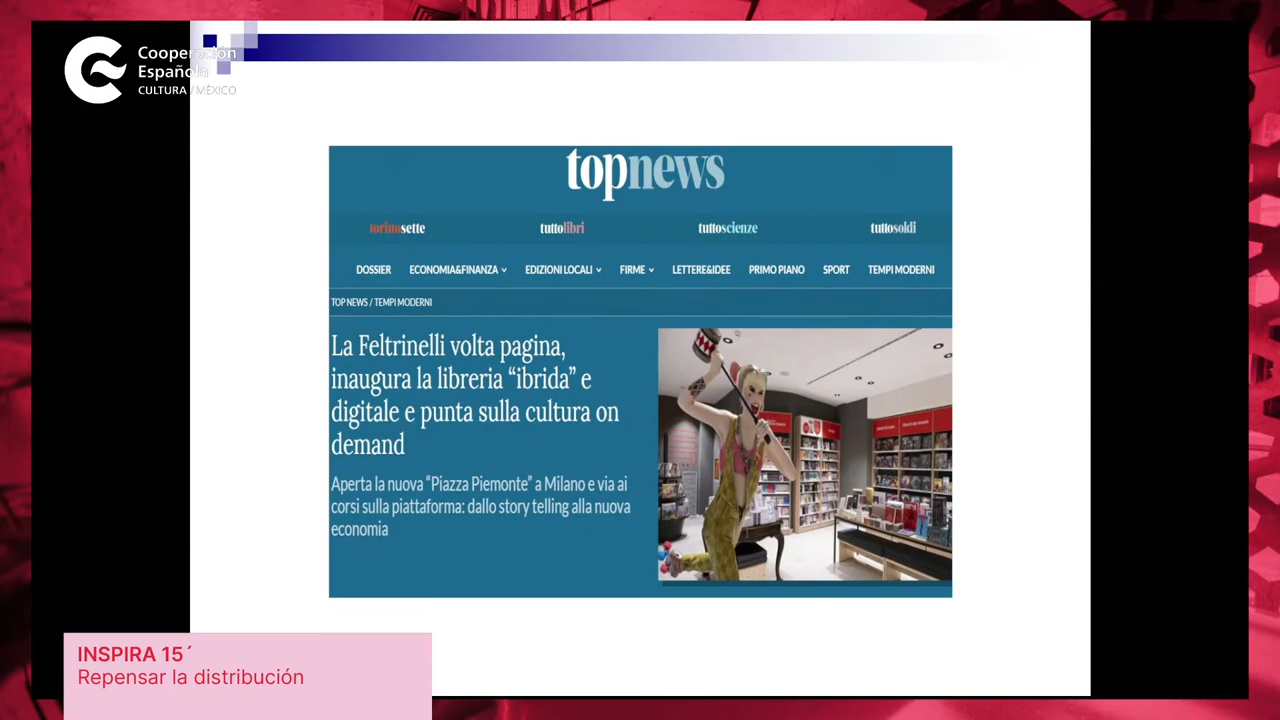 Cooperación
Española
CULTURA / MÉXICO
topnews
torinosette
tuttolibri
tuttoscienze
tuttosoldi
DOSSIER ECONOMIA&FINANZA EDIZIONI LOCALI FIRME LETTERE&IDEE PRIMO PIANO SPORT TEMPI MODERNI
TOP NEWS / TEMPI MODERNI
La Feltrinelli volta pagina,
inaugura la libreria “ibrida” e
digitale e punta sulla cultura on
demand
Aperta la nuova “Piazza Piemonte” a Milano e via ai
corsi sulla piattaforma: dallo story telling alla nuova
economia
INSPIRA 15´
Repensar la distribución